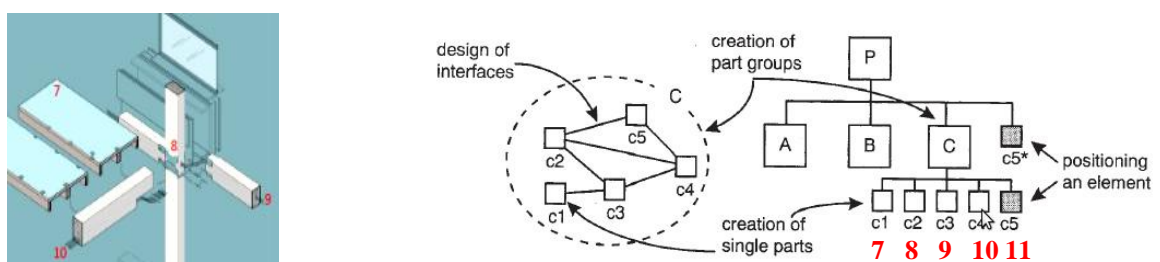 7
8
9
10
design of
interfaces
C
c5
c2
c4
c1
c3
creation of
part groups
P
A
B
C
c5*
positioning
an element
creation of
single parts
c1 c2 c3 c4 c5
7 8 9 10 11